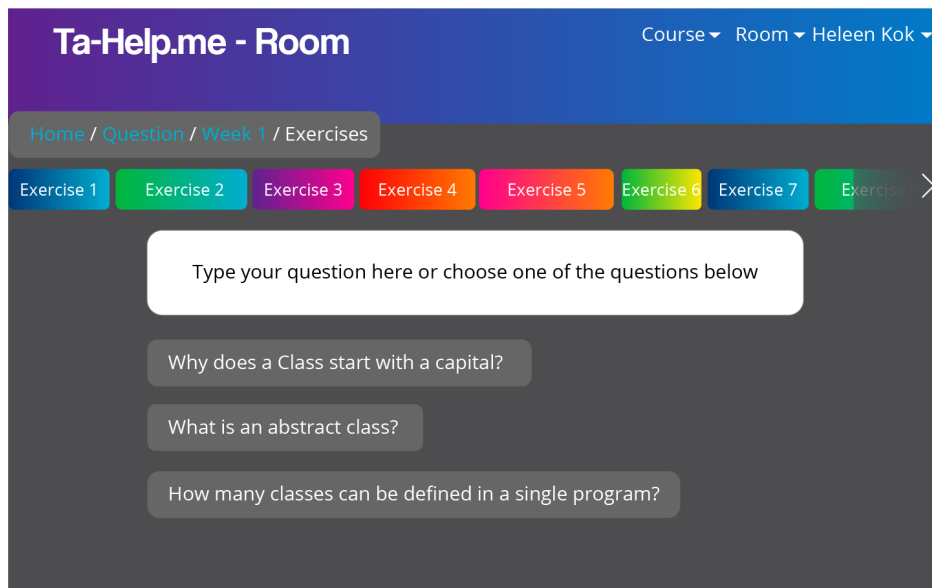 Ta-Help.me - Room
Course Room Heleen Kok
Home / Question / Week 1 / Exercises
Exercise 1 Exercise 2 Exercise 3 Exercise 4 Exercise 5 Exercise 6 Exercise 7 Exercise
Type your question here or choose one of the questions below
Why does a Class start with a capital?
What is an abstract class?
How many classes can be defined in a single program?